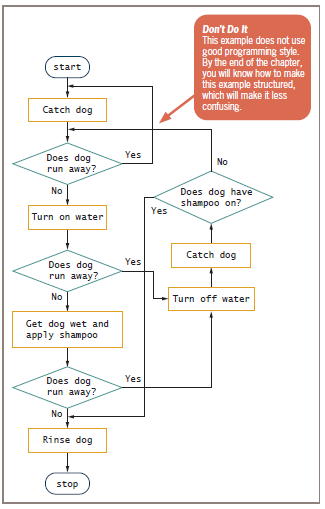 Don't Do It
This example does not use
good programming style.
By the end of the chapter,
you will know how to make
this example structured,
which will make it less
confusing.
start
Catch dog
Does dog
run away?
Yes
No
Turn on water
Does dog
run away?
Yes
No
Get dog wet and
apply shampoo
Does dog
run away?
Yes
No
Rinse dog
stop
No
Does dog have
shampoo on?
Yes
Catch dog
Turn off water